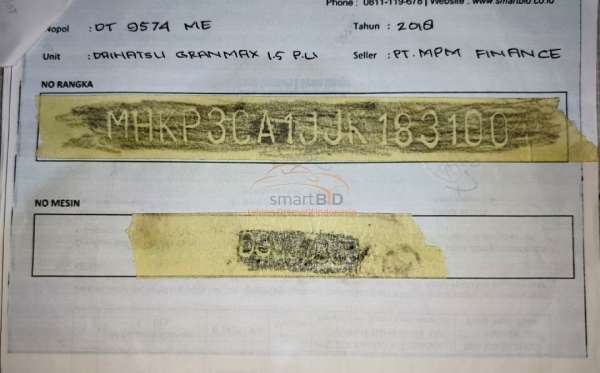 Phone : 0811-119-678 | Website : www.smartbid.co.id
Nopol : DT 9574 ME Tahun : 2018
Unit : DAIHATSU GRANMAX 1.5 P.U Seller : PT. MPM FINANCE
NO RANGKA
MHKP3CA1JJK183100
smartBID
NO MESIN